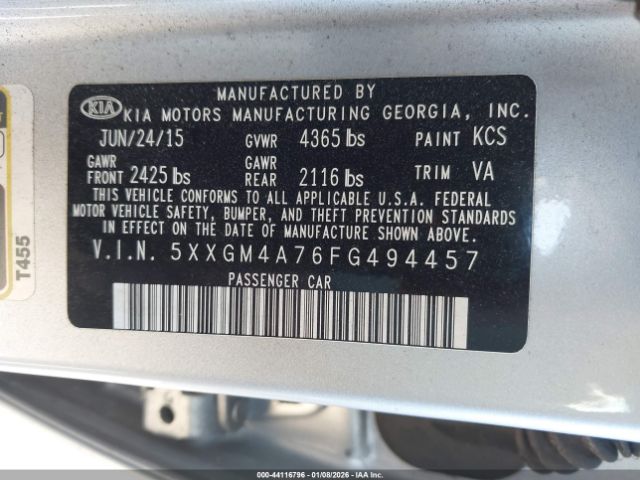 MANUFACTURED BY
KIA KIA MOTORS MANUFACTURING GEORGIA, INC.
JUN/24/15 GVWR 4365 lbs PAINT KCS
GAWR FRONT 2425 lbs GAWR REAR 2116 lbs TRIM VA
THIS VEHICLE CONFORMS TO ALL APPLICABLE U.S.A. FEDERAL
MOTOR VEHICLE SAFETY, BUMPER, AND THEFT PREVENTION STANDARDS
IN EFFECT ON THE DATE OF MANUFACTURE SHOWN ABOVE.
V.I.N. 5XXGM4A76FG494457
PASSENGER CAR
T455
000-44116796 - 01/08/2026 - IAA Inc.